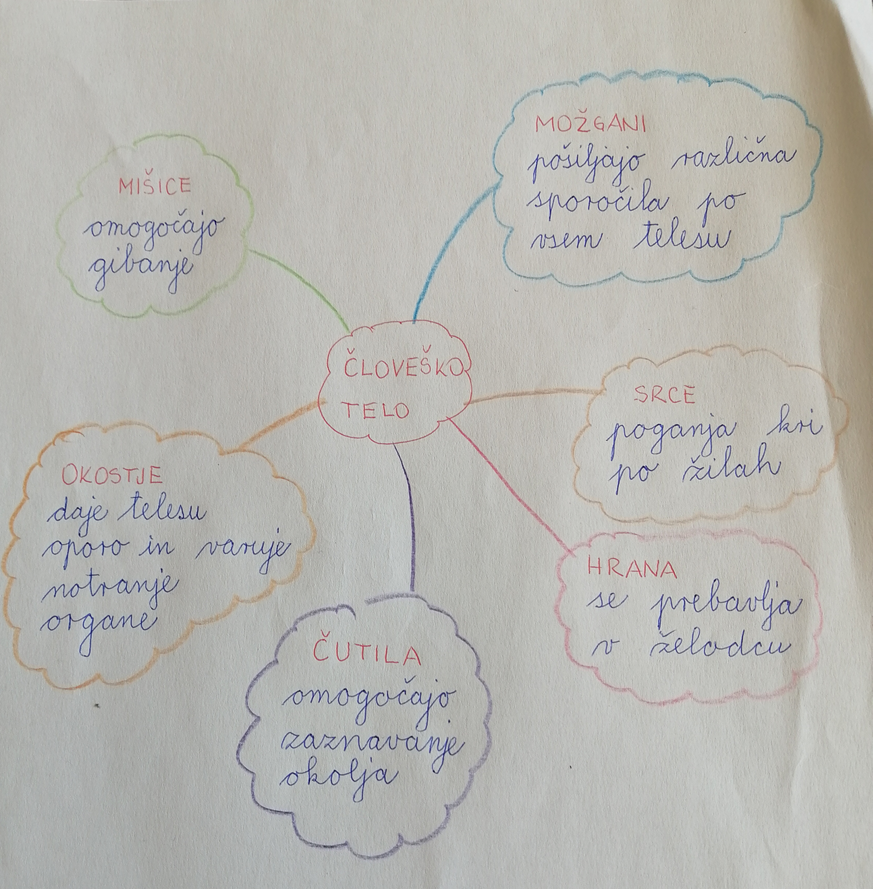 MOŽGANI
pošiljajo različna
sporočila po
vsem telesu
MIŠICE
omogočajo
gibanje
ČLOVEŠKO
TELO
SRCE
poganja kri
po žilah
OKOSTJE
daje telesu
oporo in varuje
notranje
organe
HRANA
se prebavlja
v želodcu
ČUTILA
omogočajo
zaznavanje
okolja